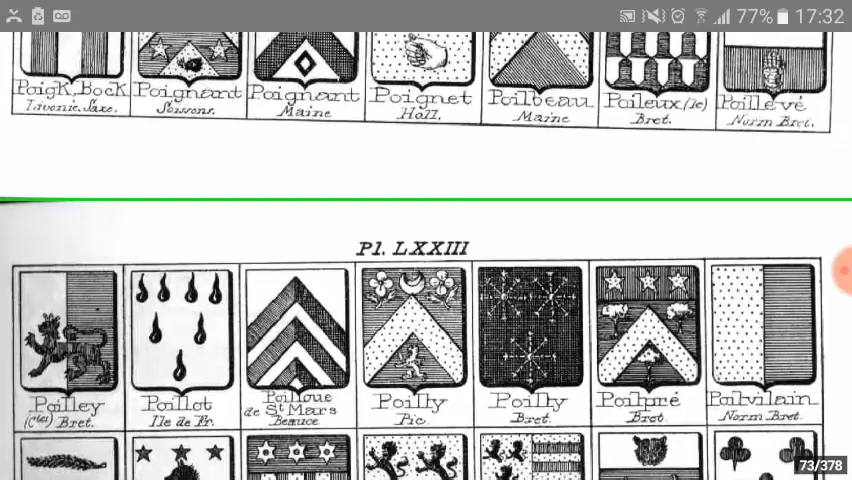 77% 17:32
Poigk, Bock Poignant Poignant Poignet Poilbeau Poileux (le) Poillevé
Livonie, Saxe. Soissons. Maine Holl. Maine Bret. Norm Bret.
Pl. LXXIII
Poilley Poillot Poilloue Poilly Poilly Poilpré Poilvilain
(Ctes) Bret. Ile de Fr. de St Mars Pic. Bret. Bret. Norm Bret.
Beauce
73/378